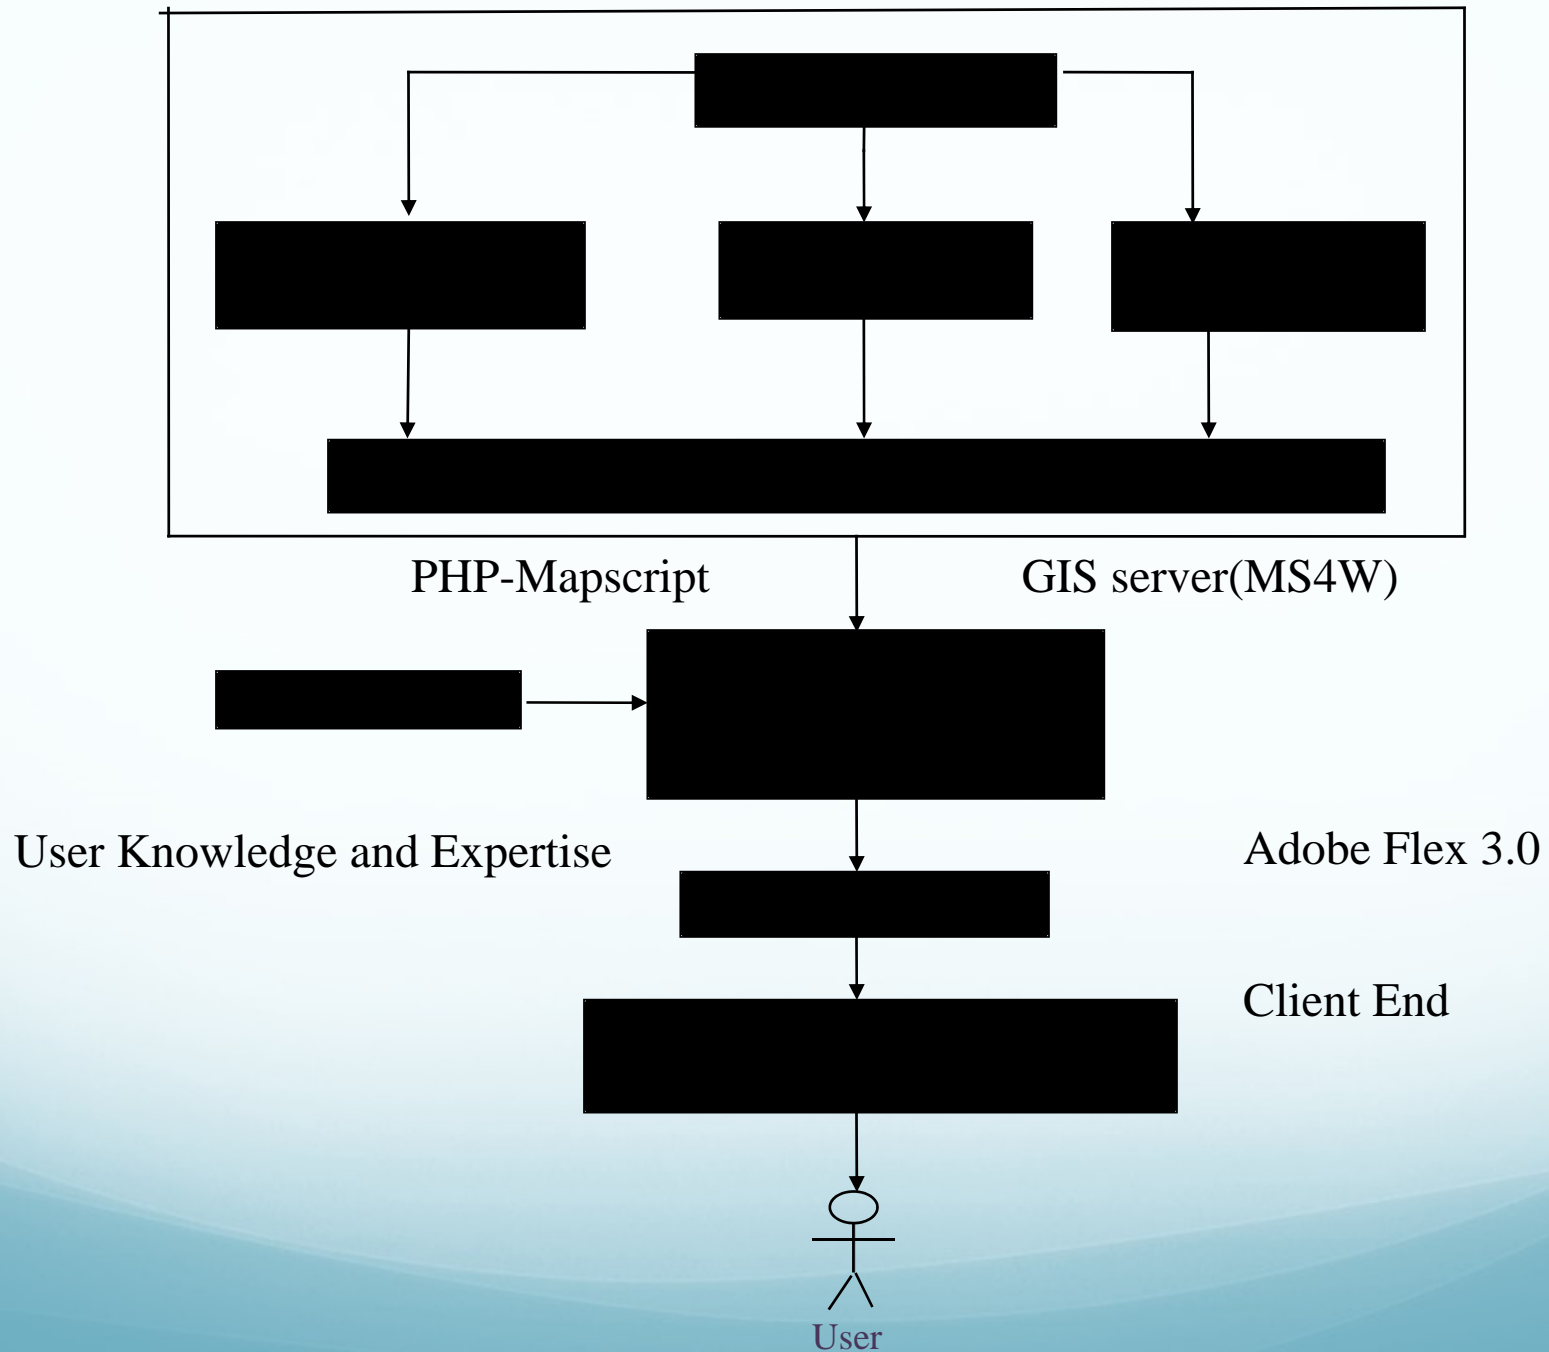 PHP-Mapscript
GIS server(MS4W)
User Knowledge and Expertise
Adobe Flex 3.0
Client End
User